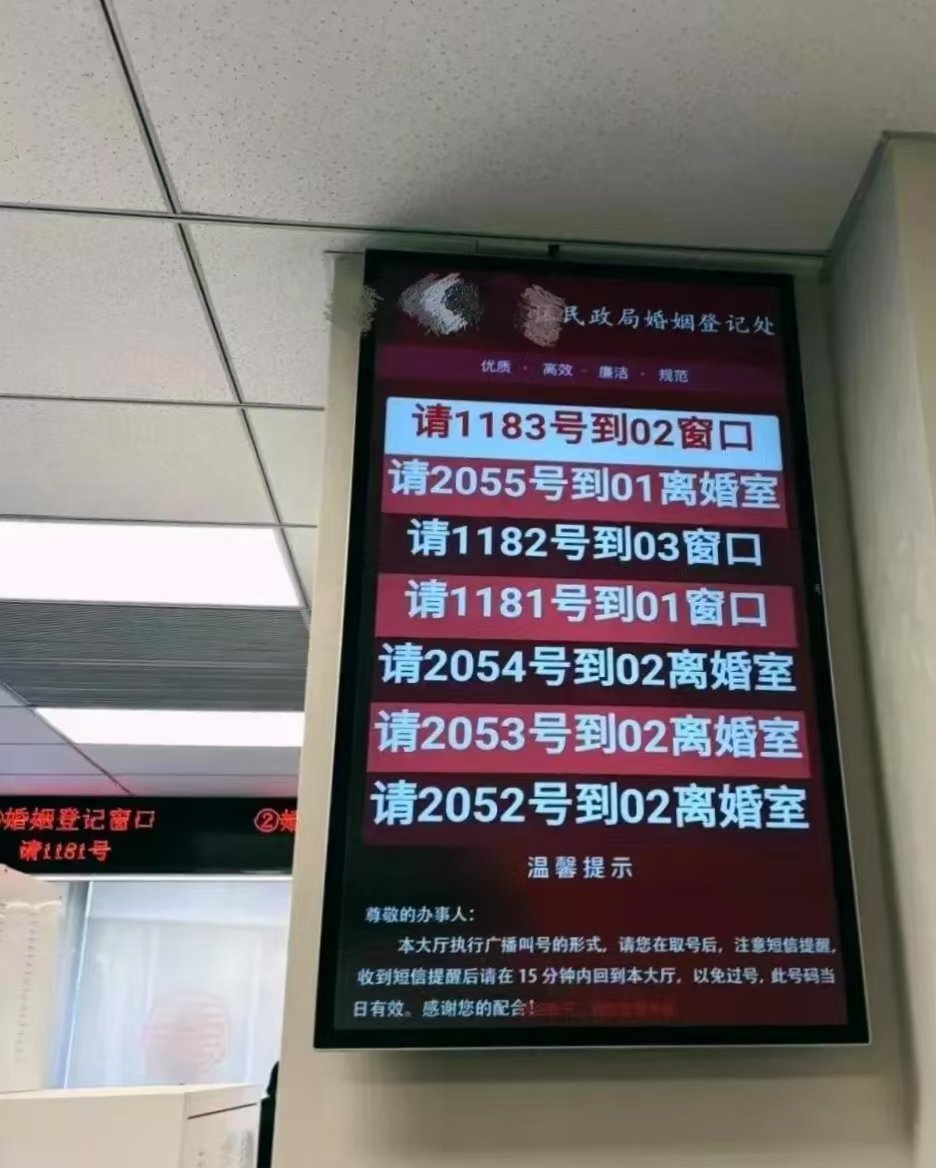 民政局婚姻登记处
优质 · 高效 · 廉洁 · 规范
请1183号到02窗口
请2055号到01离婚室
请1182号到03窗口
请1181号到01窗口
请2054号到02离婚室
请2053号到02离婚室
请2052号到02离婚室
温馨提示
尊敬的办事人：
本大厅执行广播叫号的形式，请您在取号后，注意短信提醒，
收到短信提醒后请在 15 分钟内回到本大厅，以免过号, 此号码当
日有效。感谢您的配合!
婚姻登记窗口
②
请1181号